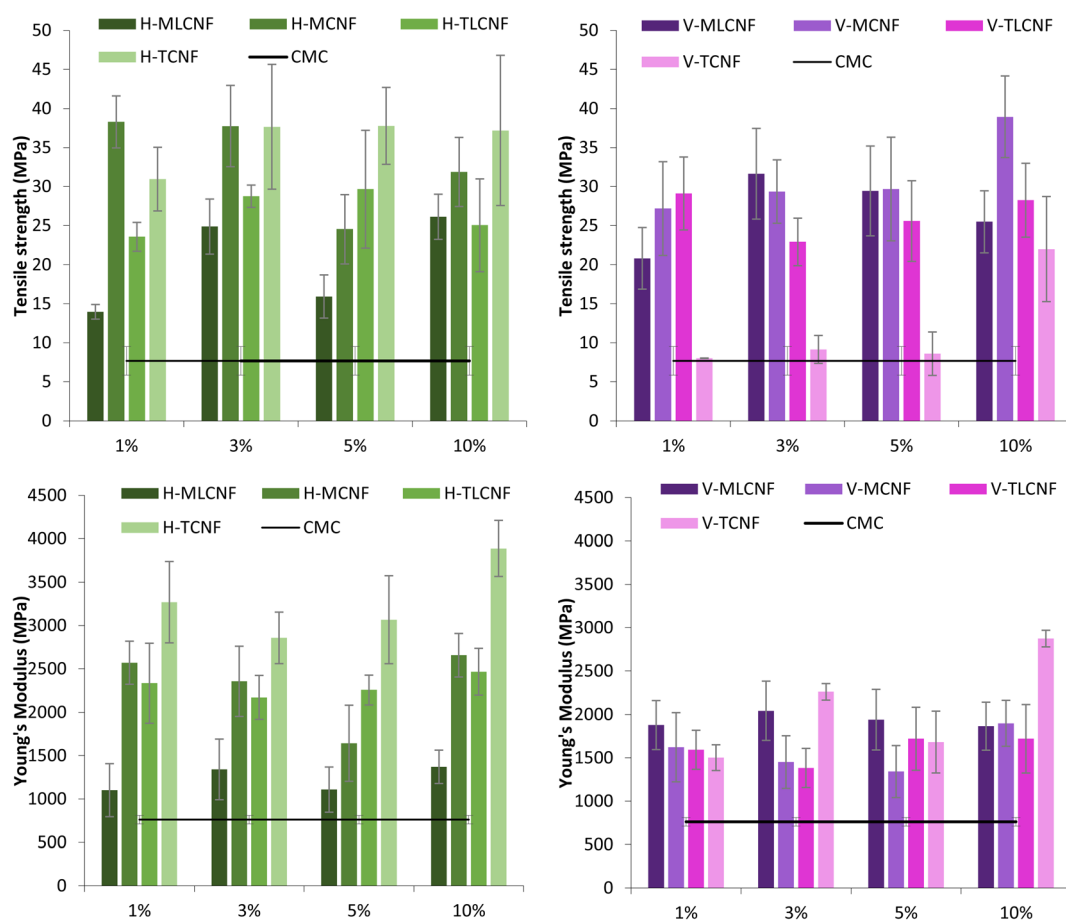 H-MLCNF H-MCNF H-TLCNF
H-TCNF CMC
Tensile strength (MPa)
50
45
40
35
30
25
20
15
10
5
0
1% 3% 5% 10%
V-MLCNF V-MCNF V-TLCNF
V-TCNF CMC
Tensile strength (MPa)
50
45
40
35
30
25
20
15
10
5
0
1% 3% 5% 10%
H-MLCNF H-MCNF H-TLCNF
H-TCNF CMC
Young's Modulus (MPa)
4500
4000
3500
3000
2500
2000
1500
1000
500
0
1% 3% 5% 10%
V-MLCNF V-MCNF V-TLCNF
V-TCNF CMC
Young's Modulus (MPa)
4500
4000
3500
3000
2500
2000
1500
1000
500
0
1% 3% 5% 10%